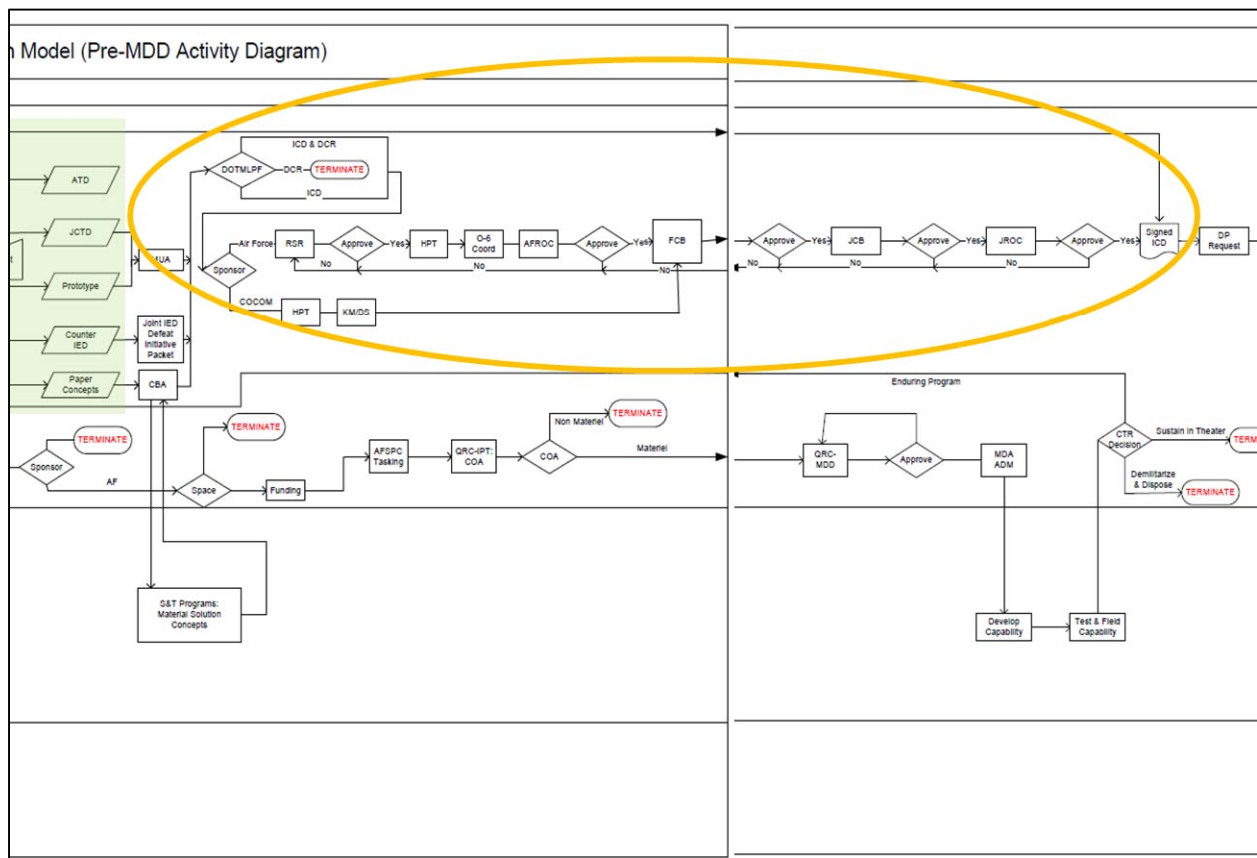 n Model (Pre-MDD Activity Diagram)
ICD & DCR
DOTMLPF
DCR
TERMINATE
ICD
ATD
JCTD
Prototype
Counter
IED
Paper
Concepts
MUA
Joint IED
Defeat
Initiative
Packet
CBA
Sponsor
Air Force
RSR
Approve
Yes
HPT
O-6
Coord
AFROC
Approve
Yes
FCB
No
No
No
COCOM
HPT
KM/DS
Approve
Yes
JCB
Approve
Yes
JROC
Approve
Yes
Signed
ICD
DP
Request
No
No
No
Enduring Program
Sponsor
TERMINATE
AF
Space
TERMINATE
Funding
AFSPC
Tasking
QRC-IPT:
COA
COA
Non Materiel
TERMINATE
Materiel
QRC-
MDD
Approve
MDA
ADM
CTR
Decision
Sustain in Theater
TERM
Demilitarize
& Dispose
TERMINATE
S&T Programs:
Material Solution
Concepts
Develop
Capability
Test & Field
Capability